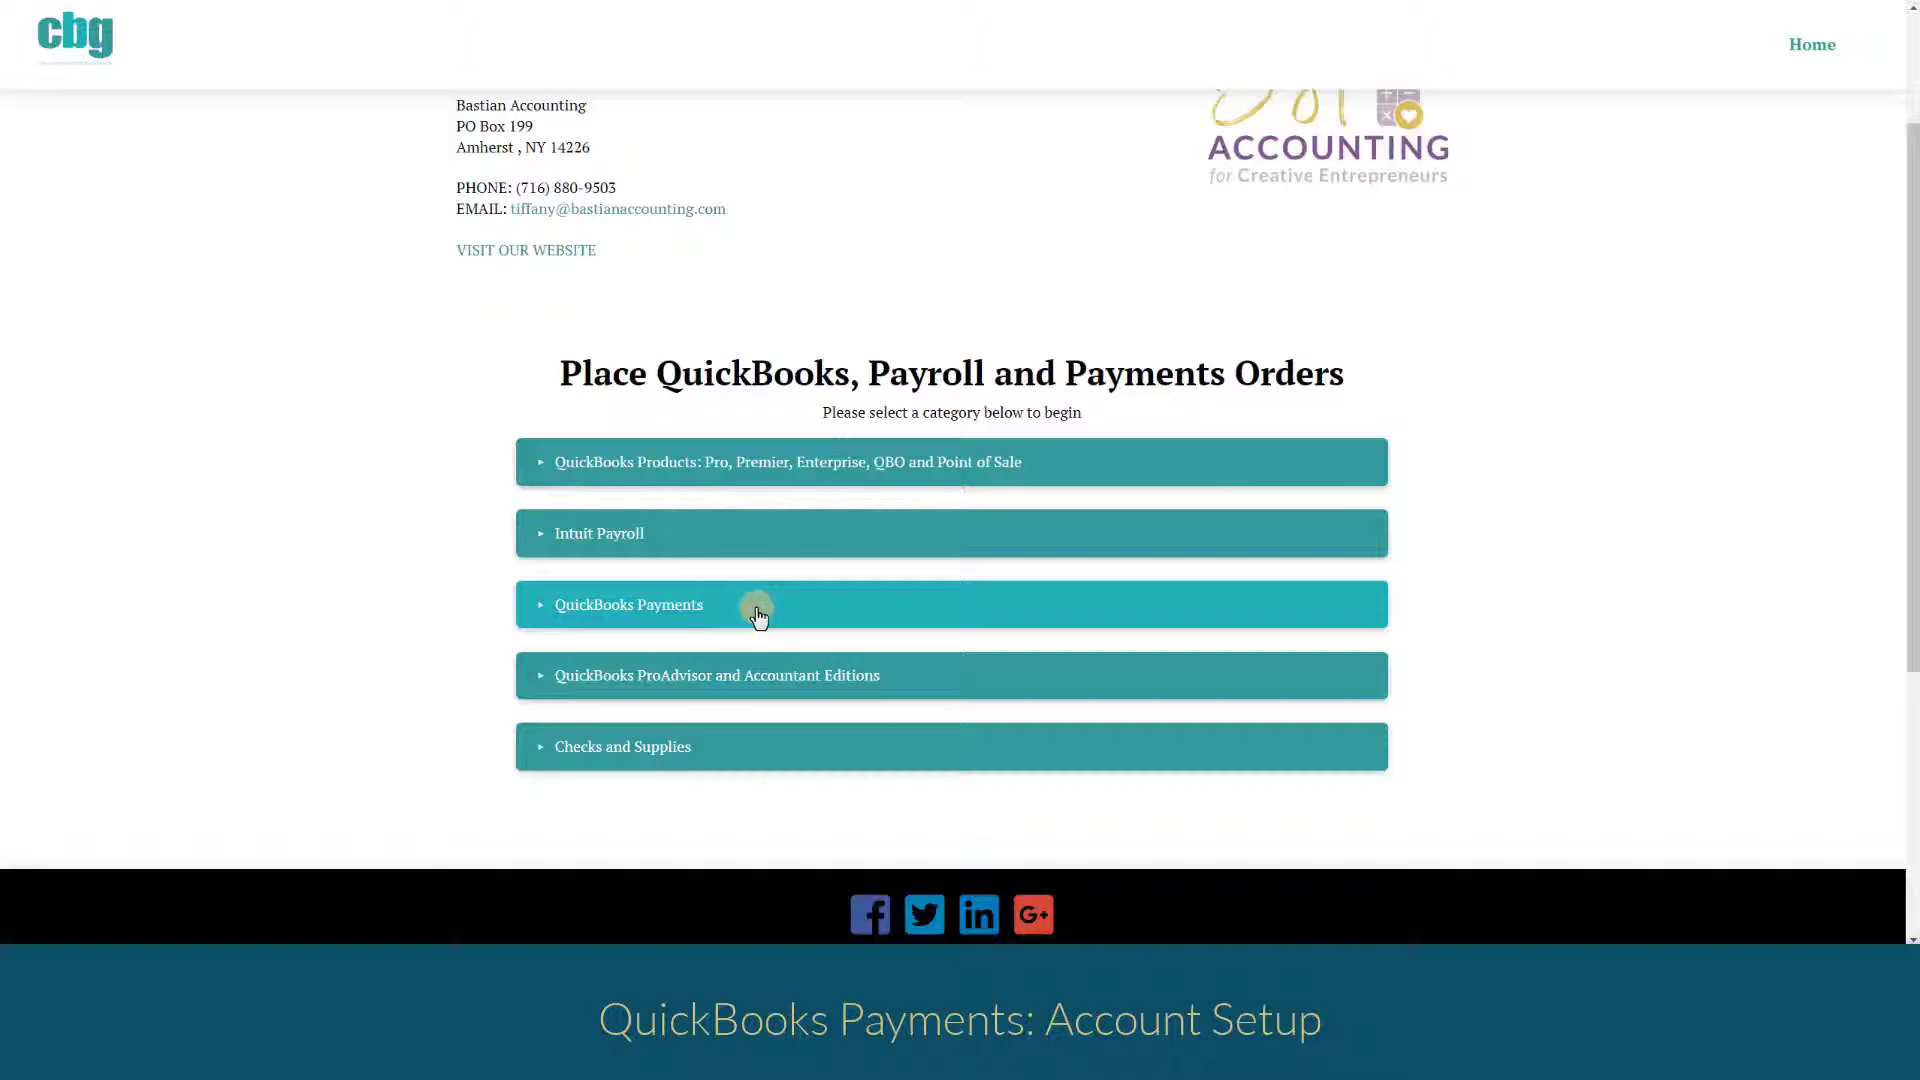 cbg
Home
Bastian Accounting
PO Box 199
Amherst , NY 14226
PHONE: (716) 880-9503
EMAIL: tiffany@bastianaccounting.com
VISIT OUR WEBSITE
ACCOUNTING
for Creative Entrepreneurs
Place QuickBooks, Payroll and Payments Orders
Please select a category below to begin
QuickBooks Products: Pro, Premier, Enterprise, QBO and Point of Sale
Intuit Payroll
QuickBooks Payments
QuickBooks ProAdvisor and Accountant Editions
Checks and Supplies
G+
QuickBooks Payments: Account Setup